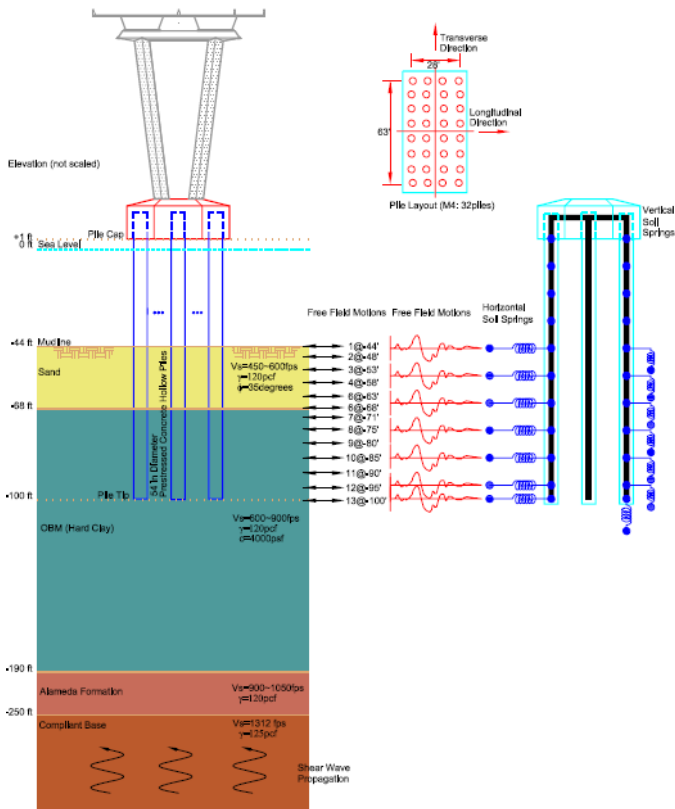 Transverse
Direction
28'
Longitudinal
Direction
63'
Pile Layout (M4: 32piles)
Elevation (not scaled)
Pile Cap
+1 ft
0 ft
Sea Level
Vertical
Soil
Springs
Free Field Motions
Free Field Motions
Horizontal
Soil Springs
-44 ft
Mudline
Sand
Vs=450~600fps
γ=120pcf
ϕ=35degrees
-68 ft
54 in Diameter
Prestressed Concrete Hollow Piles
1@-44'
2@-48'
3@-53'
4@-58'
5@-63'
6@-68'
7@-71'
8@-75'
9@-80'
10@-85'
11@-90'
12@-95'
13@-100'
-100 ft
Pile Tip
OBM (Hard Clay)
Vs=600~900fps
γ=120pcf
c=4000psf
-190 ft
Alameda Formation
Vs=900~1050fps
γ=120pcf
-250 ft
Compliant Base
Vs=1312 fps
γ=125pcf
Shear Wave
Propagation